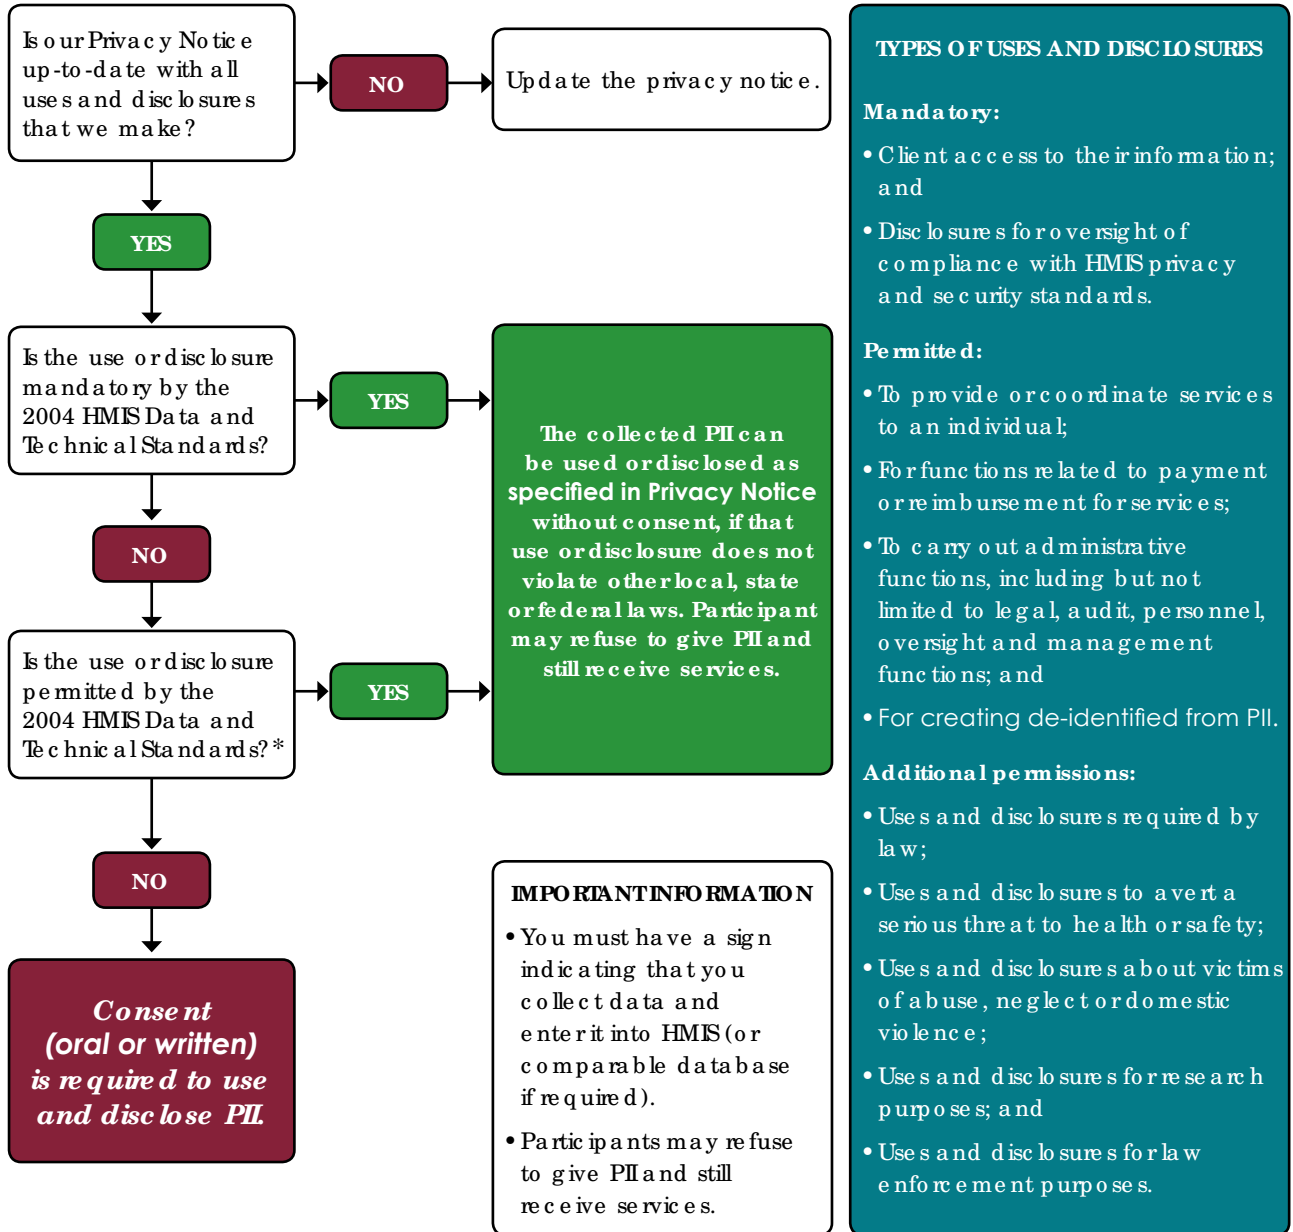 Is our Privacy Notice
up-to-date with all
uses and disclosures
that we make?
NO
Update the privacy notice.
YES
Is the use or disclosure
mandatory by the
2004 HMIS Data and
Technical Standards?
YES
NO
Is the use or disclosure
permitted by the
2004 HMIS Data and
Technical Standards?*
YES
NO
Consent
(oral or written)
is required to use
and disclose PII.
The collected PII can
be used or disclosed as
specified in Privacy Notice
without consent, if that
use or disclosure does not
violate other local, state
or federal laws. Participant
may refuse to give PII and
still receive services.
IMPORTANT INFORMATION
• You must have a sign
indicating that you
collect data and
enter it into HMIS (or
comparable database
if required).
• Participants may refuse
to give PII and still
receive services.
TYPES OF USES AND DISCLOSURES
Mandatory:
• Client access to their information;
and
• Disclosures for oversight of
compliance with HMIS privacy
and security standards.
Permitted:
• To provide or coordinate services
to an individual;
• For functions related to payment
or reimbursement for services;
• To carry out administrative
functions, including but not
limited to legal, audit, personnel,
oversight and management
functions; and
• For creating de-identified from PII.
Additional permissions:
• Uses and disclosures required by
law;
• Uses and disclosures to avert a
serious threat to health or safety;
• Uses and disclosures about victims
of abuse, neglect or domestic
violence;
• Uses and disclosures for research
purposes; and
• Uses and disclosures for law
enforcement purposes.